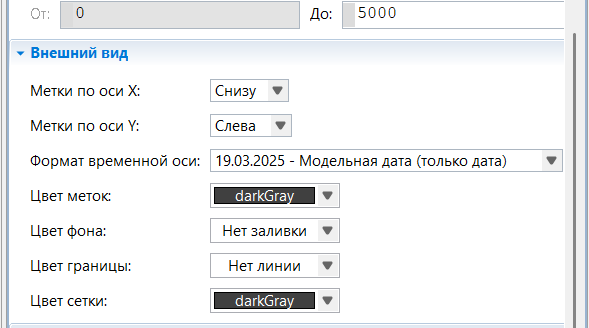 От: 0 До: 5000
Внешний вид
Метки по оси X: Снизу
Метки по оси Y: Слева
Формат временной оси: 19.03.2025 - Модельная дата (только дата)
Цвет меток: darkGray
Цвет фона: Нет заливки
Цвет границы: Нет линии
Цвет сетки: darkGray